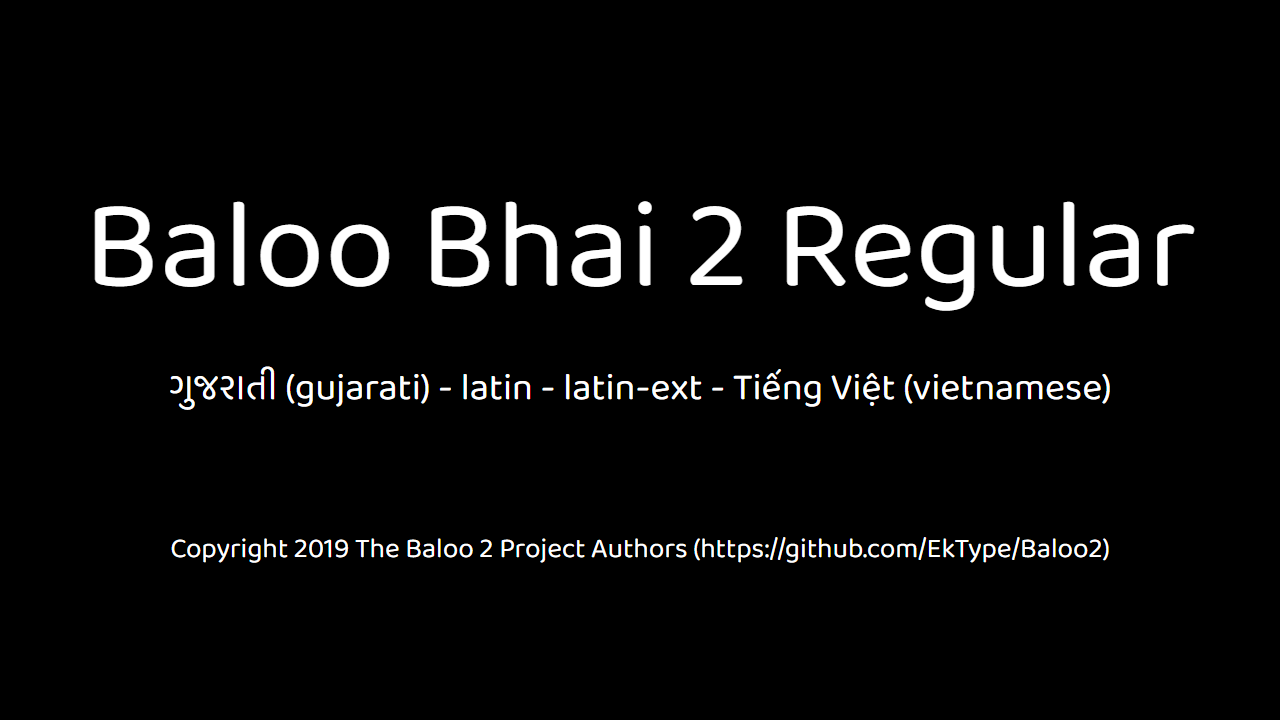 Baloo Bhai 2 Regular
ગુજરાતી (gujarati) - latin - latin-ext - Tiếng Việt (vietnamese)
Copyright 2019 The Baloo 2 Project Authors (https://github.com/EkType/Baloo2)